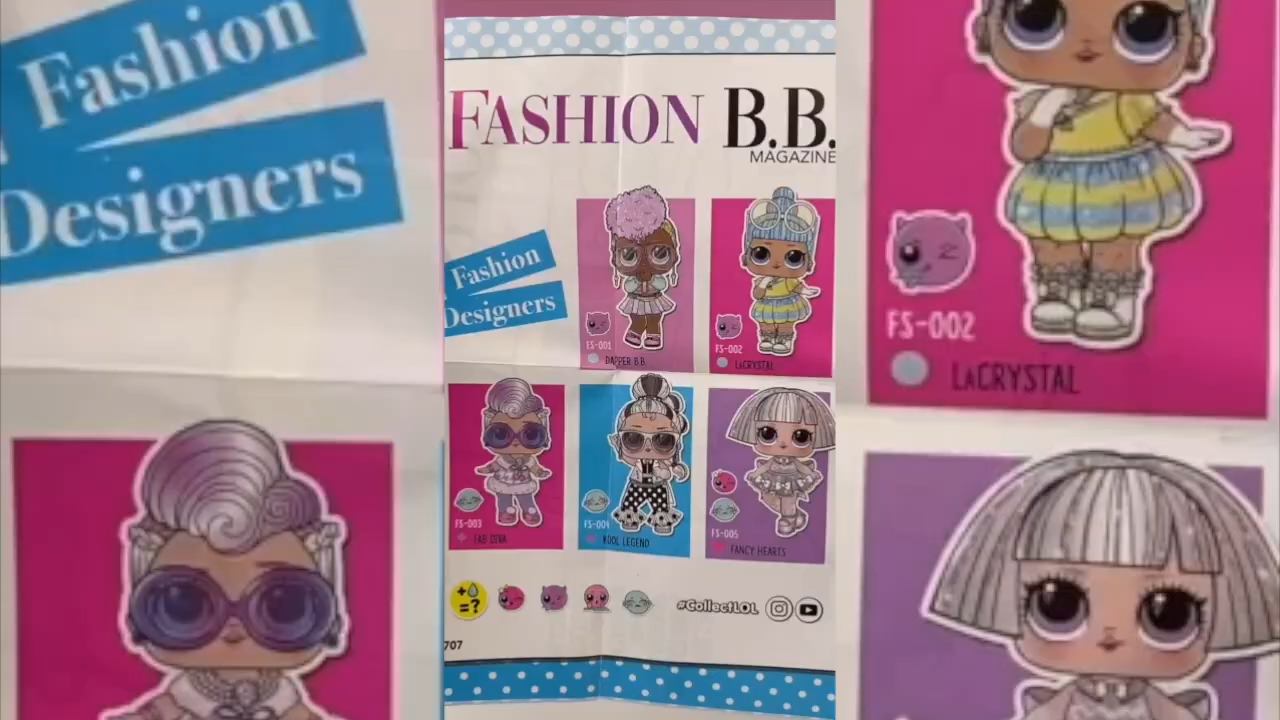 Fashion
Designers
FASHION B.B.
MAGAZINE
Fashion
Designers
FS-001
DAPPER B.B.
FS-002
LACRYSTAL
FS-003
FAB DIVA
FS-004
KOOL LEGEND
FS-005
FANCY HEARTS
+ =?
#CollectLOL
707
FS-002
LACRYSTAL